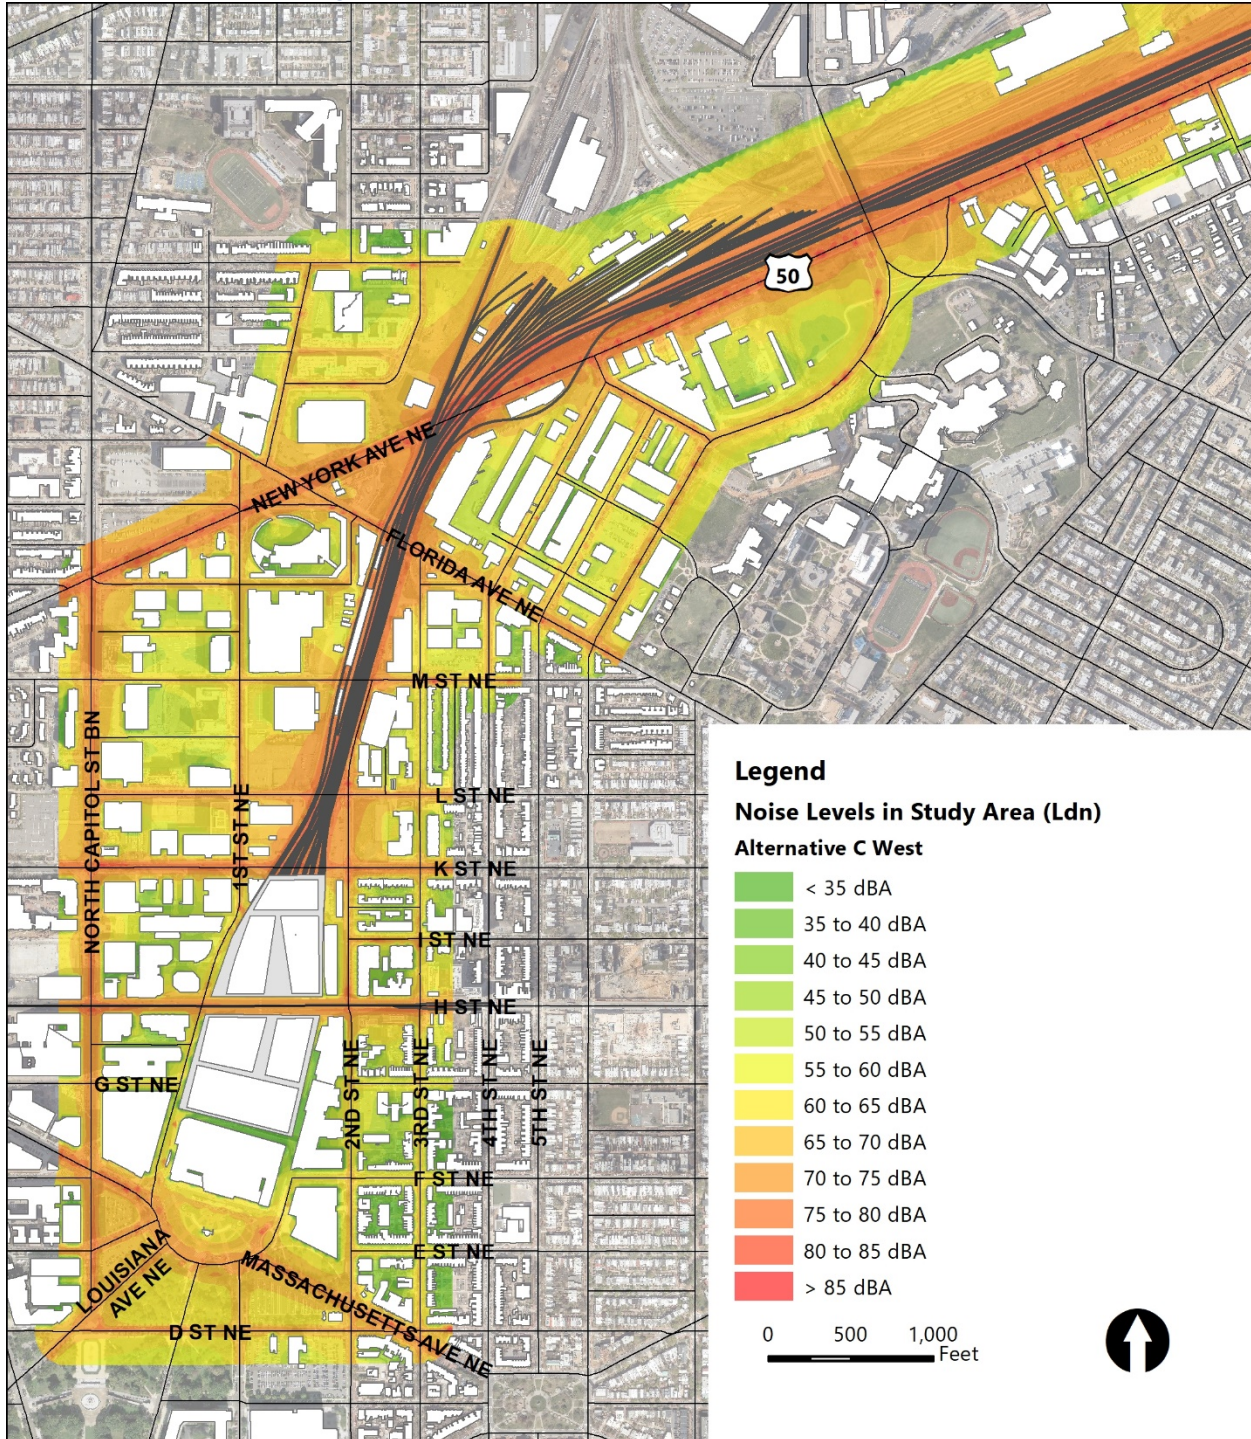 50
NEW YORK AVE NE
FLORIDA AVE NE
M ST NE
NORTH CAPITOL ST BN
1ST ST NE
L ST NE
K ST NE
I ST NE
H ST NE
G ST NE
2ND ST NE
3RD ST NE
4TH ST NE
5TH ST NE
F ST NE
E ST NE
LOUISIANA
AVE NE
MASSACHUSETTS AVE NE
D ST NE
Legend
Noise Levels in Study Area (Ldn)
Alternative C West
< 35 dBA
35 to 40 dBA
40 to 45 dBA
45 to 50 dBA
50 to 55 dBA
55 to 60 dBA
60 to 65 dBA
65 to 70 dBA
70 to 75 dBA
75 to 80 dBA
80 to 85 dBA
> 85 dBA
0 500 1,000
Feet